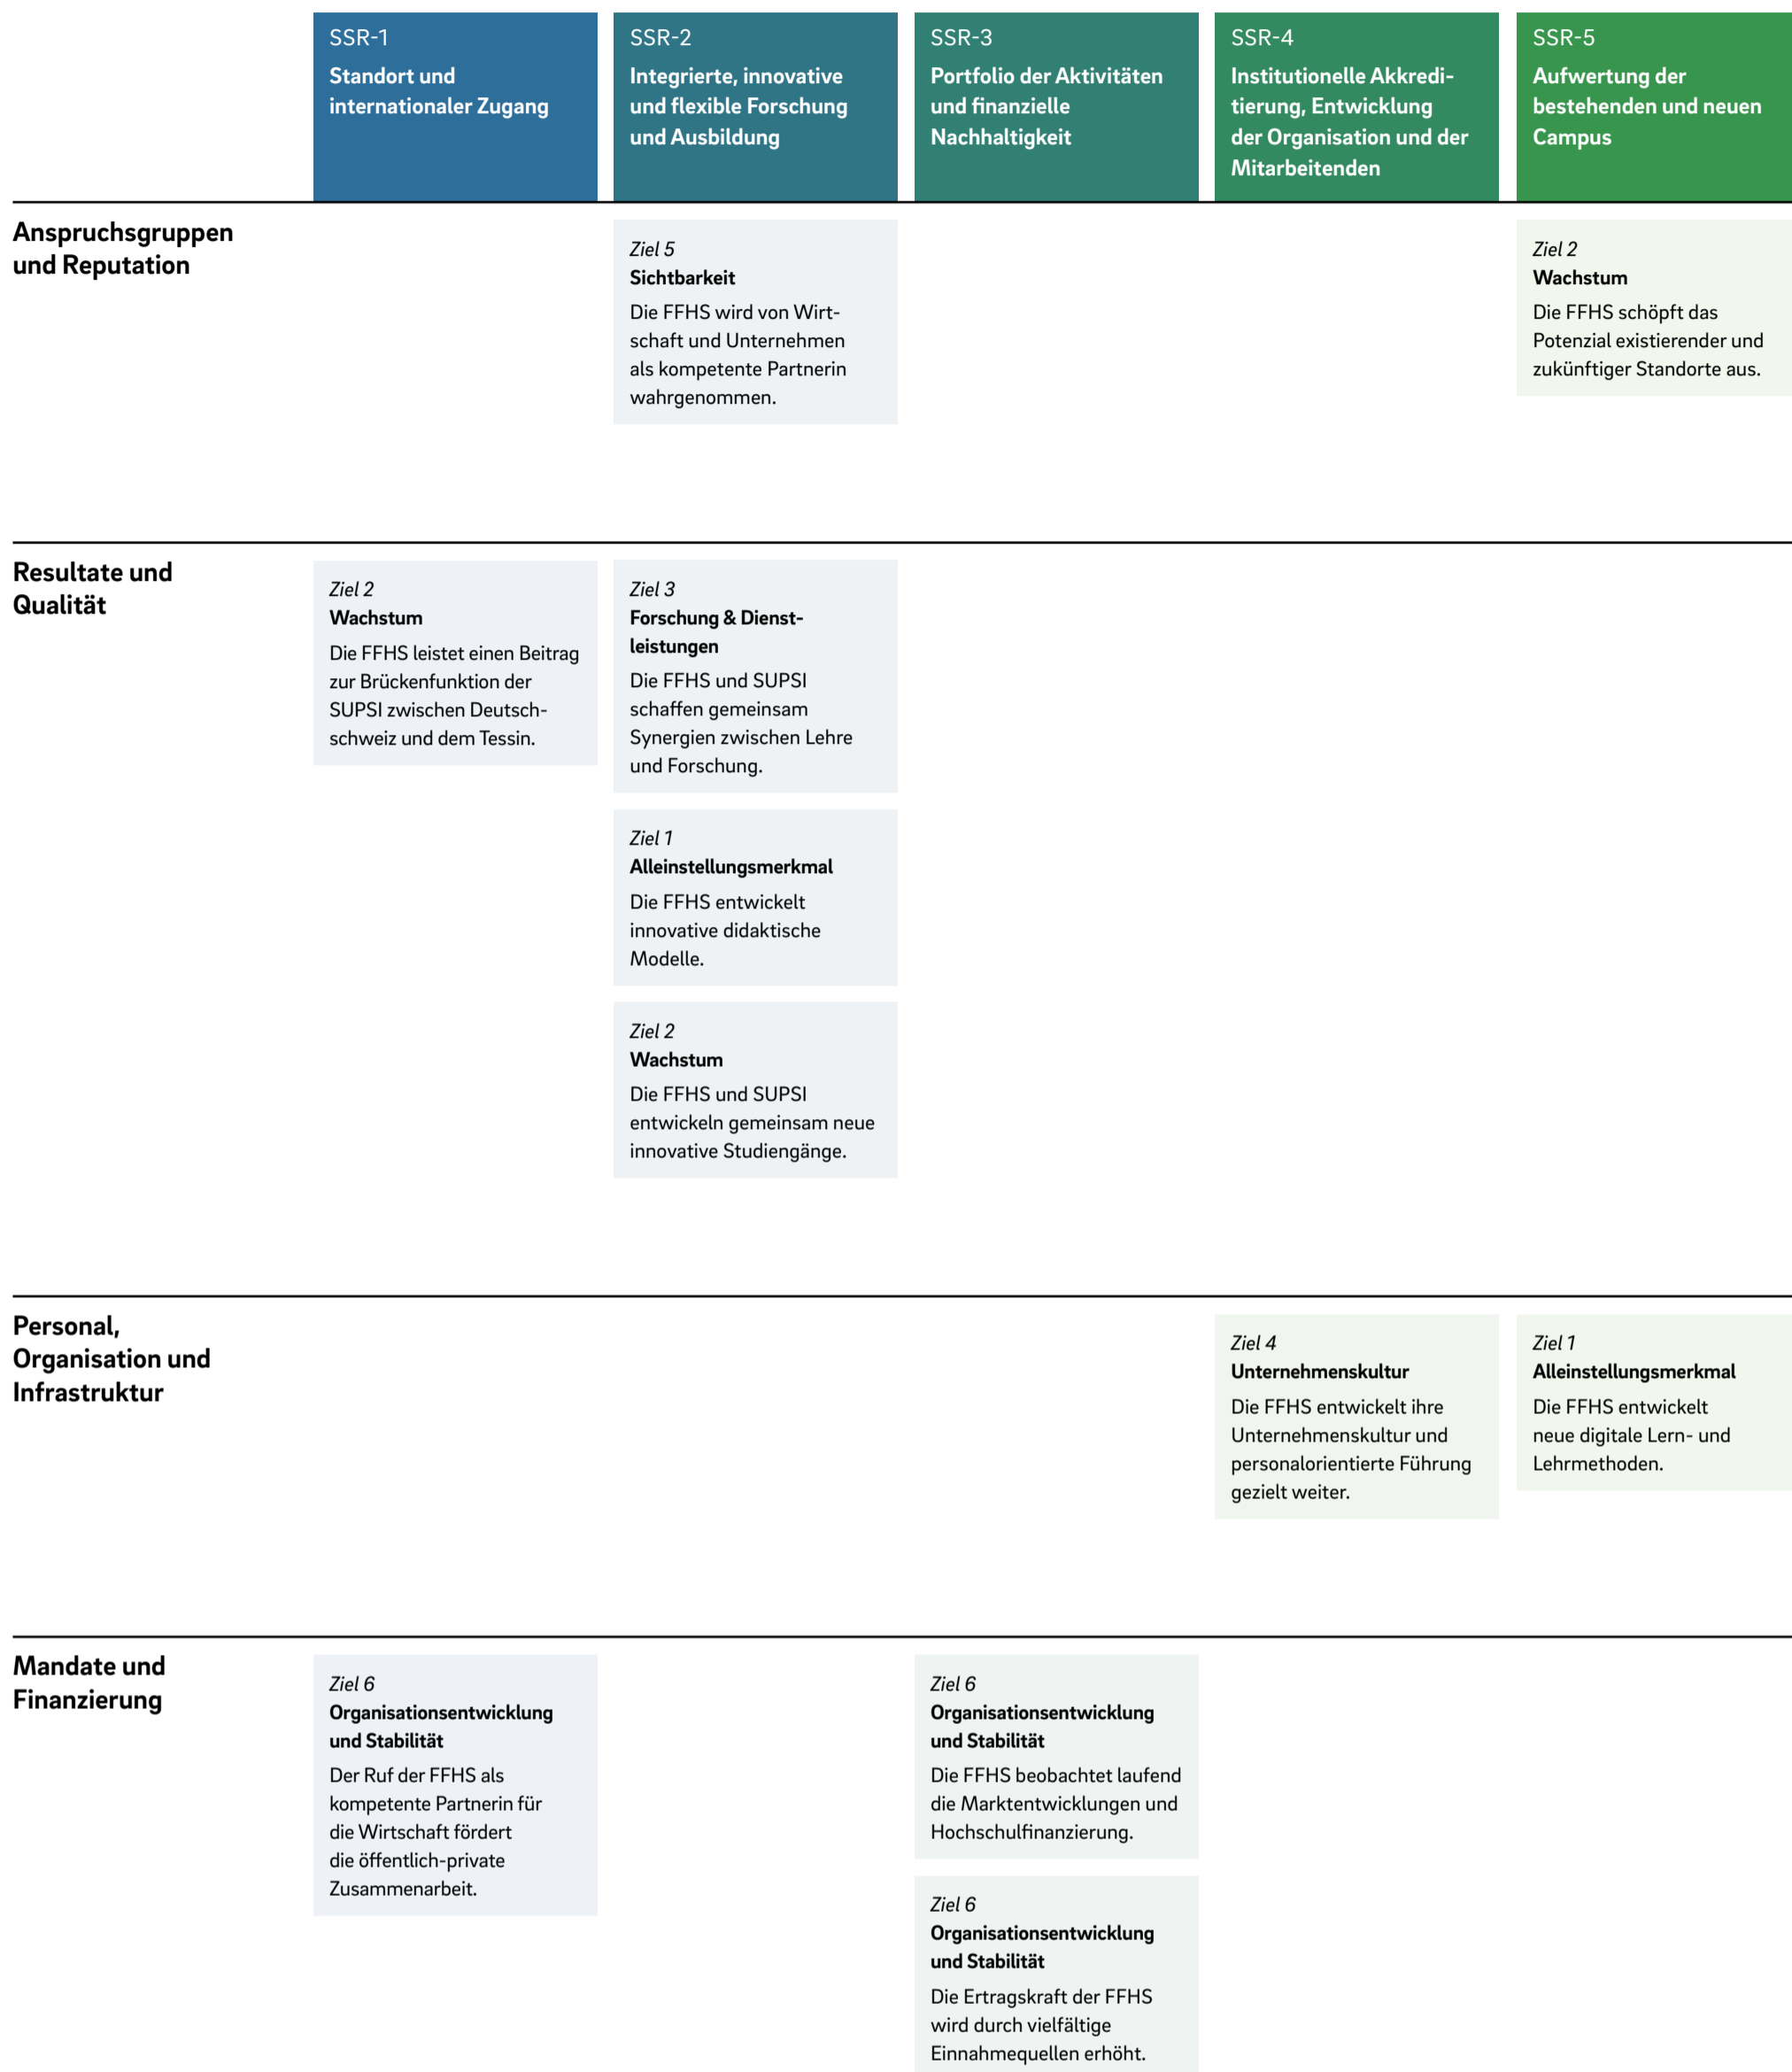 SSR-1
Standort und
internationaler Zugang
SSR-2
Integrierte, innovative
und flexible Forschung
und Ausbildung
SSR-3
Portfolio der Aktivitäten
und finanzielle
Nachhaltigkeit
SSR-4
Institutionelle Akkredi-
tierung, Entwicklung
der Organisation und der
Mitarbeitenden
SSR-5
Aufwertung der
bestehenden und neuen
Campus
Anspruchsgruppen
und Reputation
Ziel 5
Sichtbarkeit
Die FFHS wird von Wirt-
schaft und Unternehmen
als kompetente Partnerin
wahrgenommen.
Ziel 2
Wachstum
Die FFHS schöpft das
Potenzial existierender und
zukünftiger Standorte aus.
Resultate und
Qualität
Ziel 2
Wachstum
Die FFHS leistet einen Beitrag
zur Brückenfunktion der
SUPSI zwischen Deutsch-
schweiz und dem Tessin.
Ziel 3
Forschung & Dienst-
leistungen
Die FFHS und SUPSI
schaffen gemeinsam
Synergien zwischen Lehre
und Forschung.
Ziel 1
Alleinstellungsmerkmal
Die FFHS entwickelt
innovative didaktische
Modelle.
Ziel 2
Wachstum
Die FFHS und SUPSI
entwickeln gemeinsam neue
innovative Studiengänge.
Personal,
Organisation und
Infrastruktur
Ziel 4
Unternehmenskultur
Die FFHS entwickelt ihre
Unternehmenskultur und
personalorientierte Führung
gezielt weiter.
Ziel 1
Alleinstellungsmerkmal
Die FFHS entwickelt
neue digitale Lern- und
Lehrmethoden.
Mandate und
Finanzierung
Ziel 6
Organisationsentwicklung
und Stabilität
Der Ruf der FFHS als
kompetente Partnerin für
die Wirtschaft fördert
die öffentlich-private
Zusammenarbeit.
Ziel 6
Organisationsentwicklung
und Stabilität
Die FFHS beobachtet laufend
die Marktentwicklungen und
Hochschulfinanzierung.
Ziel 6
Organisationsentwicklung
und Stabilität
Die Ertragskraft der FFHS
wird durch vielfältige
Einnahmequellen erhöht.